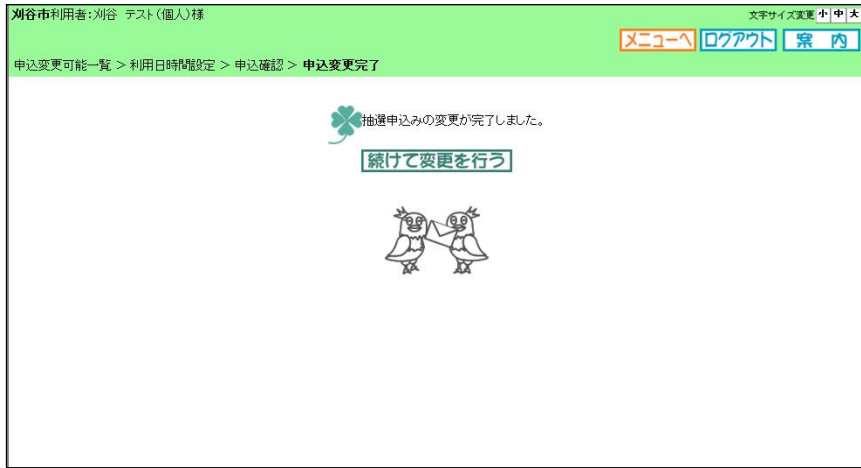 刈谷市利用者:刈谷 テスト(個人)様
文字サイズ変更 小 中 大
メニューへ ログアウト 案 内
申込変更可能一覧 > 利用日時間設定 > 申込確認 > 申込変更完了
抽選申込みの変更が完了しました。
続けて変更を行う